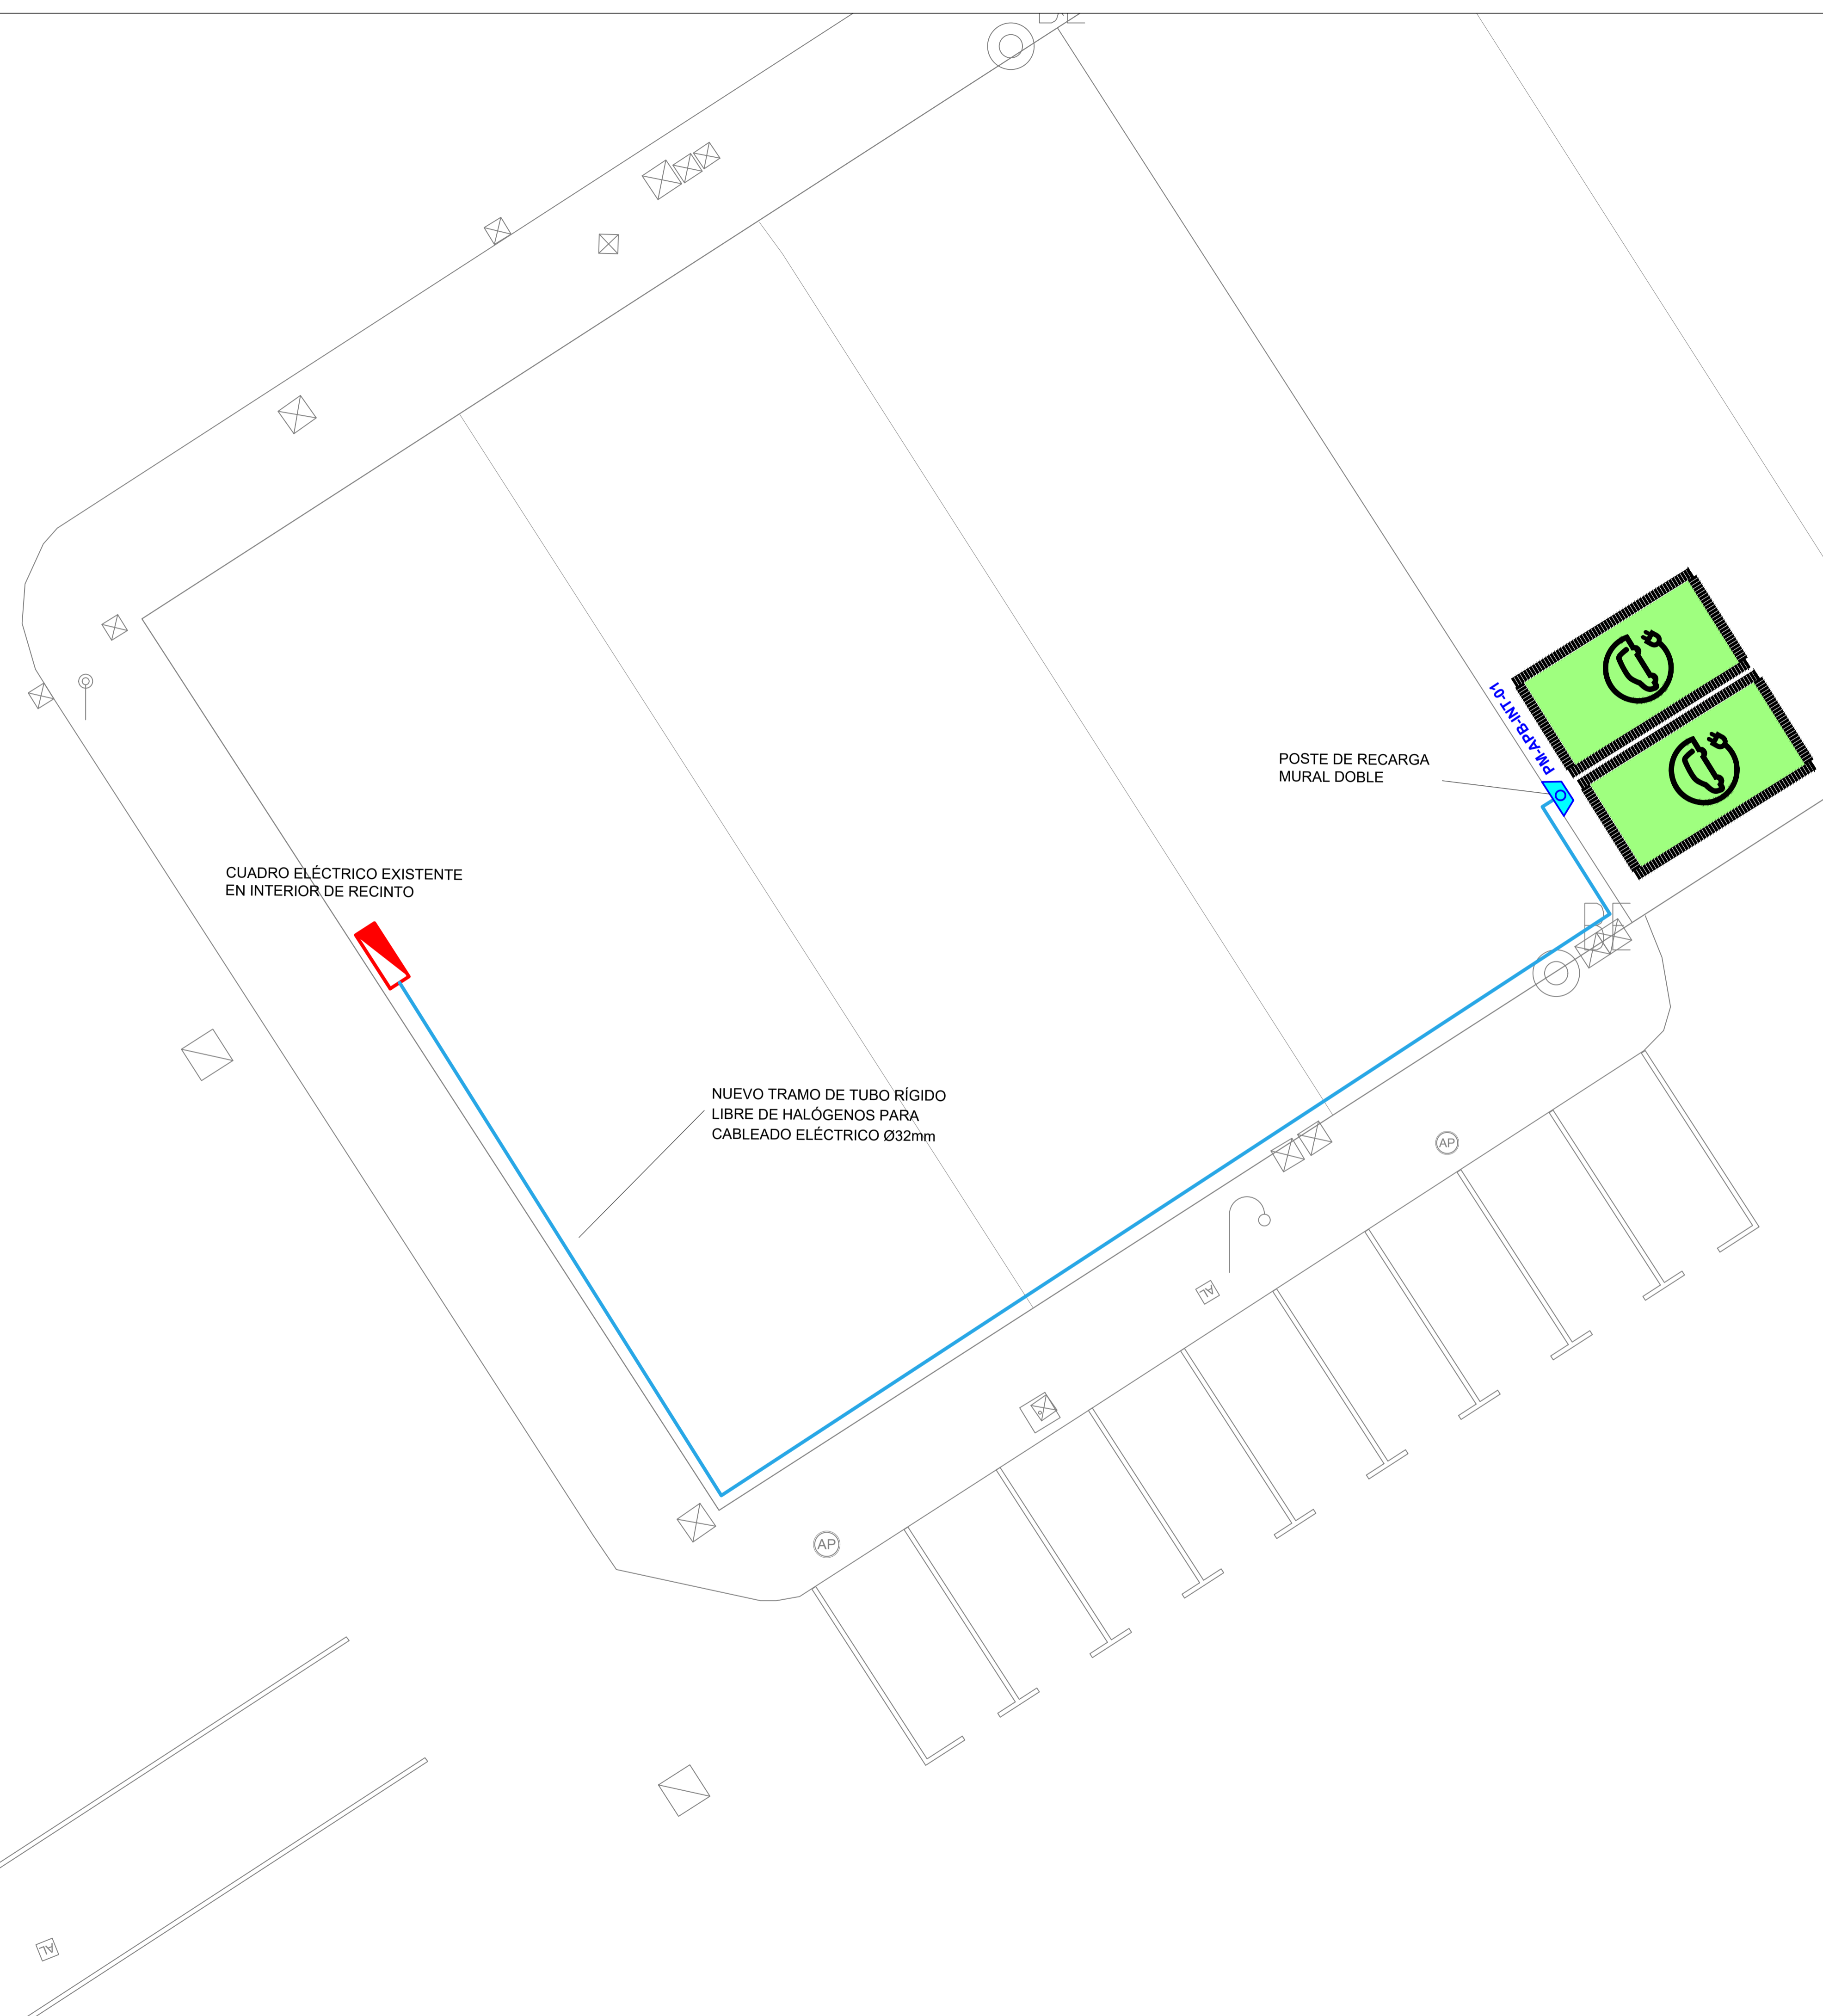 PM-APB-INT-01
POSTE DE RECARGA
MURAL DOBLE
CUADRO ELÉCTRICO EXISTENTE
EN INTERIOR DE RECINTO
NUEVO TRAMO DE TUBO RÍGIDO
LIBRE DE HALÓGENOS PARA
CABLEADO ELÉCTRICO Ø32mm
AP
AL
AP
AL